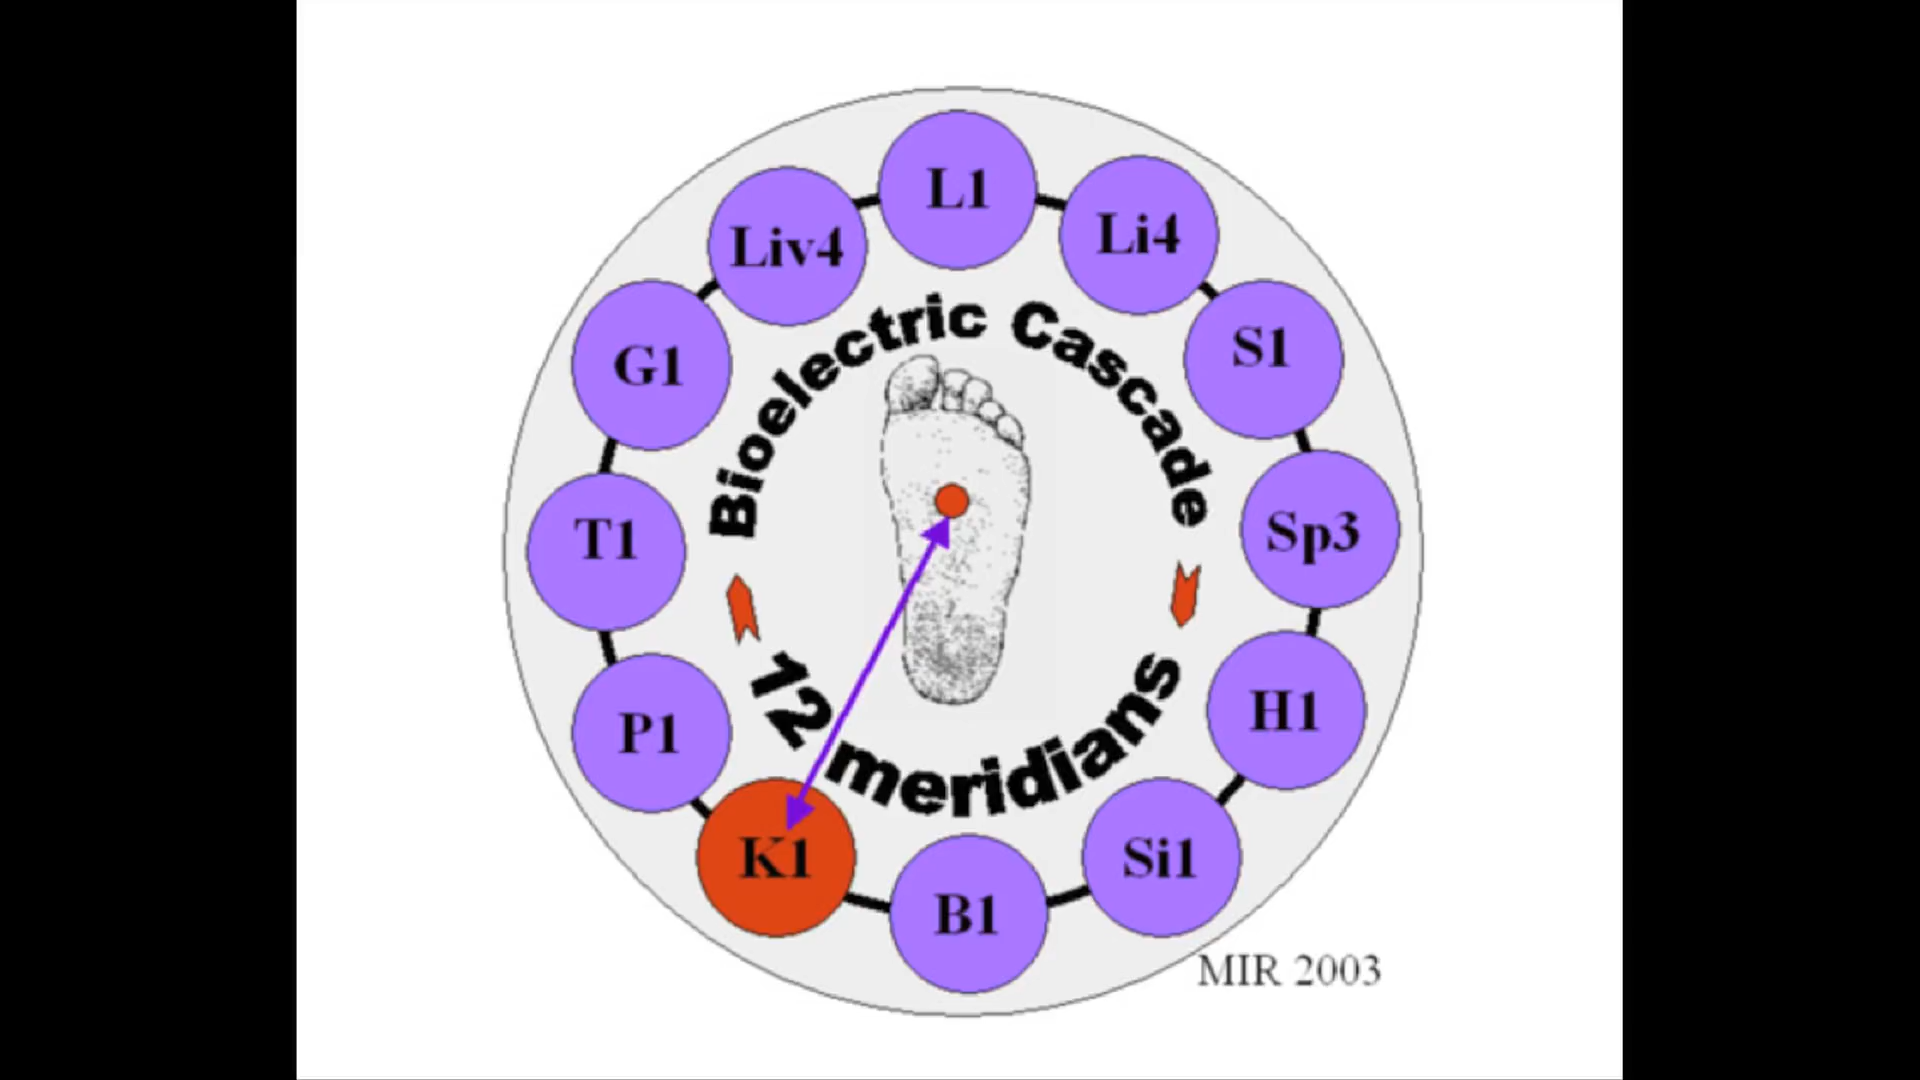 L1
Li4
S1
Sp3
H1
Si1
B1
K1
P1
T1
G1
Liv4
Bioelectric Cascade
12 meridians
MIR 2003